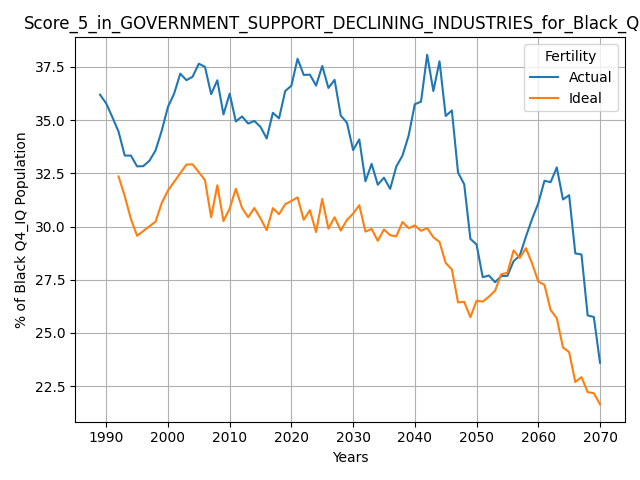 Score_5_in_GOVERNMENT_SUPPORT_DECLINING_INDUSTRIES_for_Black_Q
Fertility
Actual
Ideal
37.5
35.0
32.5
30.0
27.5
25.0
22.5
% of Black Q4_IQ Population
1990 2000 2010 2020 2030 2040 2050 2060 2070
Years